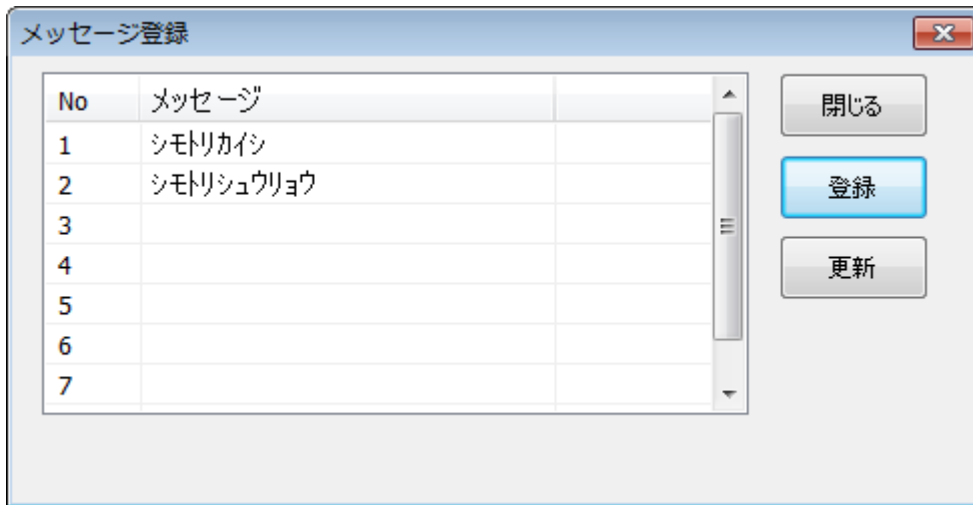 メッセージ登録
No メッセージ
1 シモトリカイシ
2 シモトリシュウリョウ
3
4
5
6
7
閉じる
登録
更新